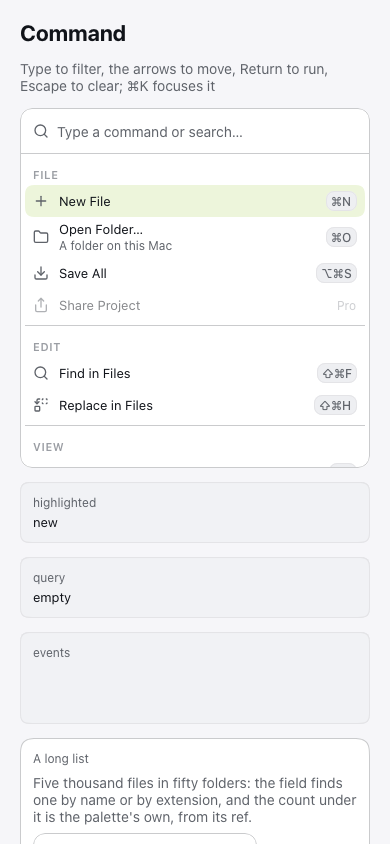 Command
Type to filter, the arrows to move, Return to run,
Escape to clear; ⌘K focuses it
Type a command or search...
FILE
New File ⌘N
Open Folder... ⌘O
A folder on this Mac
Save All ⌥⌘S
Share Project Pro
EDIT
Find in Files ⇧⌘F
Replace in Files ⇧⌘H
VIEW
highlighted
new
query
empty
events
A long list
Five thousand files in fifty folders: the field finds
one by name or by extension, and the count under
it is the palette's own, from its ref.